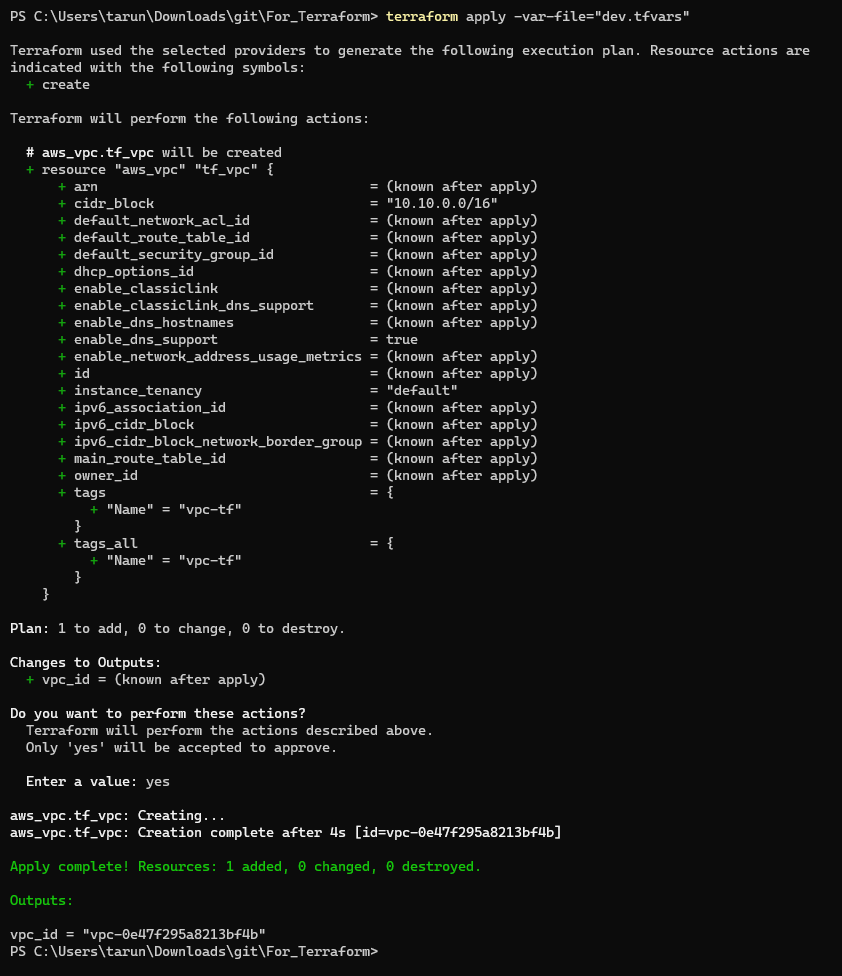 PS C:\Users\tarun\Downloads\git\For_Terraform> terraform apply -var-file="dev.tfvars"

Terraform used the selected providers to generate the following execution plan. Resource actions are
indicated with the following symbols:
  + create

Terraform will perform the following actions:

  # aws_vpc.tf_vpc will be created
  + resource "aws_vpc" "tf_vpc" {
      + arn                                  = (known after apply)
      + cidr_block                           = "10.10.0.0/16"
      + default_network_acl_id               = (known after apply)
      + default_route_table_id               = (known after apply)
      + default_security_group_id            = (known after apply)
      + dhcp_options_id                      = (known after apply)
      + enable_classiclink                   = (known after apply)
      + enable_classiclink_dns_support       = (known after apply)
      + enable_dns_hostnames                 = (known after apply)
      + enable_dns_support                   = true
      + enable_network_address_usage_metrics = (known after apply)
      + id                                   = (known after apply)
      + instance_tenancy                     = "default"
      + ipv6_association_id                  = (known after apply)
      + ipv6_cidr_block                      = (known after apply)
      + ipv6_cidr_block_network_border_group = (known after apply)
      + main_route_table_id                  = (known after apply)
      + owner_id                             = (known after apply)
      + tags                                 = {
          + "Name" = "vpc-tf"
        }
      + tags_all                             = {
          + "Name" = "vpc-tf"
        }
    }

Plan: 1 to add, 0 to change, 0 to destroy.

Changes to Outputs:
  + vpc_id = (known after apply)

Do you want to perform these actions?
  Terraform will perform the actions described above.
  Only 'yes' will be accepted to approve.

  Enter a value: yes

aws_vpc.tf_vpc: Creating...
aws_vpc.tf_vpc: Creation complete after 4s [id=vpc-0e47f295a8213bf4b]

Apply complete! Resources: 1 added, 0 changed, 0 destroyed.

Outputs:

vpc_id = "vpc-0e47f295a8213bf4b"
PS C:\Users\tarun\Downloads\git\For_Terraform>